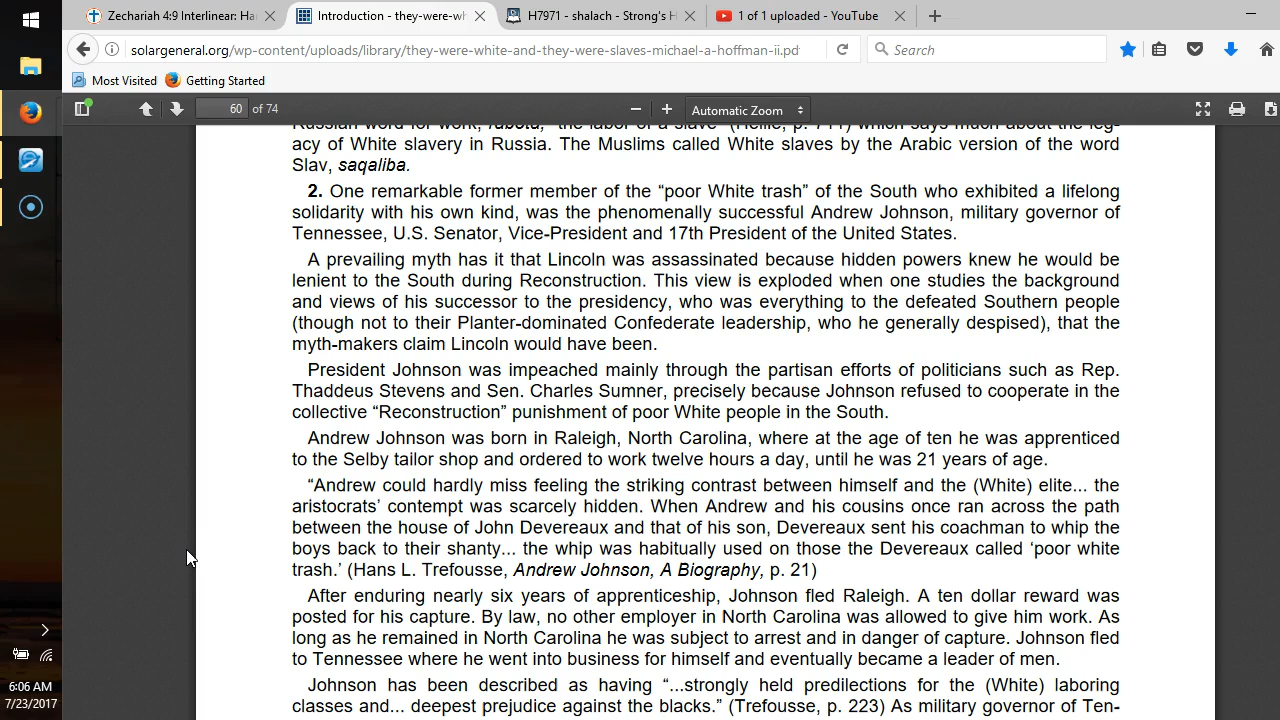 Zechariah 4:9 Interlinear: Ha
Introduction - they-were-wh
H7971 - shalach - Strong's H
1 of 1 uploaded - YouTube
solargeneral.org/wp-content/uploads/library/they-were-white-and-they-were-slaves-michael-a-hoffman-ii.pd
Search
Most Visited
Getting Started
60 of 74
Automatic Zoom
Russian word for work, "the labor of a slave" (Hellie, p. 711) which says much about the leg-
acy of White slavery in Russia. The Muslims called White slaves by the Arabic version of the word
Slav, saqaliba.
2. One remarkable former member of the “poor White trash” of the South who exhibited a lifelong
solidarity with his own kind, was the phenomenally successful Andrew Johnson, military governor of
Tennessee, U.S. Senator, Vice-President and 17th President of the United States.
A prevailing myth has it that Lincoln was assassinated because hidden powers knew he would be
lenient to the South during Reconstruction. This view is exploded when one studies the background
and views of his successor to the presidency, who was everything to the defeated Southern people
(though not to their Planter-dominated Confederate leadership, who he generally despised), that the
myth-makers claim Lincoln would have been.
President Johnson was impeached mainly through the partisan efforts of politicians such as Rep.
Thaddeus Stevens and Sen. Charles Sumner, precisely because Johnson refused to cooperate in the
collective “Reconstruction” punishment of poor White people in the South.
Andrew Johnson was born in Raleigh, North Carolina, where at the age of ten he was apprenticed
to the Selby tailor shop and ordered to work twelve hours a day, until he was 21 years of age.
“Andrew could hardly miss feeling the striking contrast between himself and the (White) elite... the
aristocrats’ contempt was scarcely hidden. When Andrew and his cousins once ran across the path
between the house of John Devereaux and that of his son, Devereaux sent his coachman to whip the
boys back to their shanty... the whip was habitually used on those the Devereaux called ‘poor white
trash.’ (Hans L. Trefousse, Andrew Johnson, A Biography, p. 21)
After enduring nearly six years of apprenticeship, Johnson fled Raleigh. A ten dollar reward was
posted for his capture. By law, no other employer in North Carolina was allowed to give him work. As
long as he remained in North Carolina he was subject to arrest and in danger of capture. Johnson fled
to Tennessee where he went into business for himself and eventually became a leader of men.
Johnson has been described as having “...strongly held predilections for the (White) laboring
classes and... deepest prejudice against the blacks.” (Trefousse, p. 223) As military governor of Ten-
6:06 AM
7/23/2017